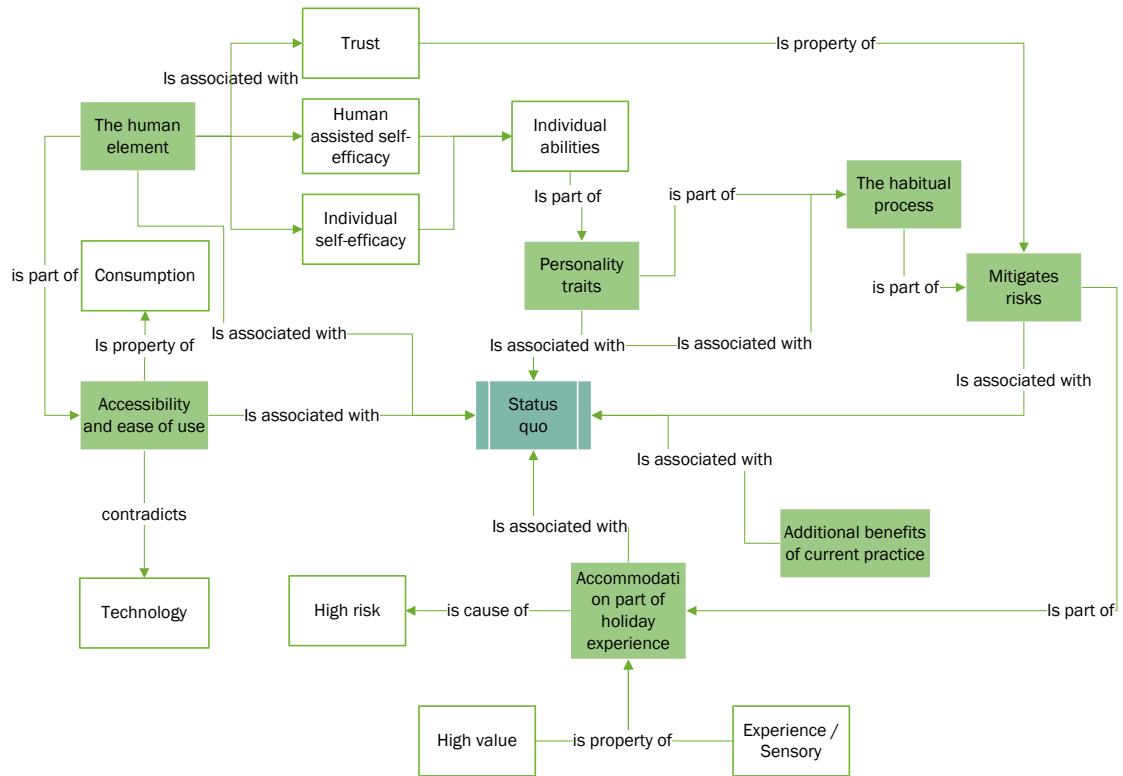 Trust
Is property of
Is associated with
The human
element
Human
assisted self-
efficacy
Individual
abilities
Is part of
is part of
The habitual
process
Individual
self-efficacy
is part of
Consumption
Personality
traits
is part of
Mitigates
risks
Is associated with
Is property of
Is associated with
Is associated with
Is associated with
Accessibility
and ease of use
Is associated with
Status
quo
Is associated with
contradicts
Is associated with
Additional benefits
of current practice
Technology
High risk
is cause of
Accommodati
on part of
holiday
experience
Is part of
High value
is property of
Experience /
Sensory